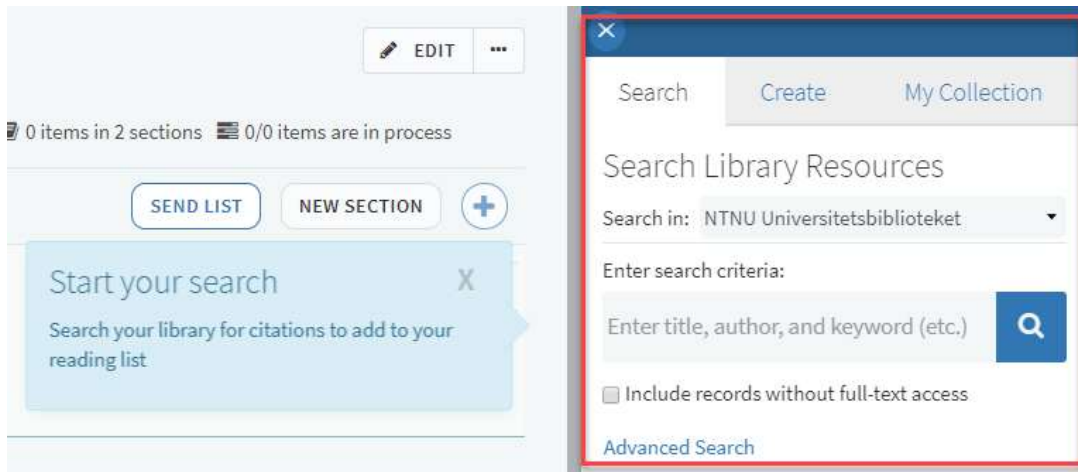 EDIT ...
0 items in 2 sections 0/0 items are in process
SEND LIST NEW SECTION +
Start your search X
Search your library for citations to add to your
reading list
×
Search Create My Collection
Search Library Resources
Search in: NTNU Universitetsbiblioteket
Enter search criteria:
Enter title, author, and keyword (etc.)
Include records without full-text access
Advanced Search